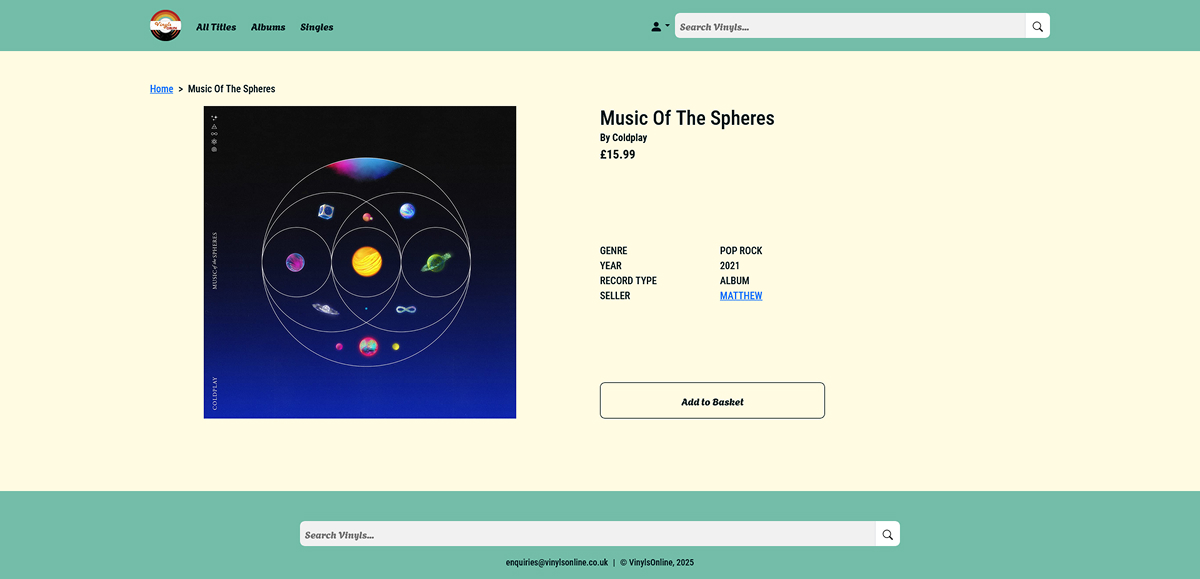 Vinyls
All Titles
Albums
Singles
Search Vinyls...
Home > Music Of The Spheres
MUSIC of the SPHERES
COLDPLAY
Music Of The Spheres
By Coldplay
£15.99
GENRE POP ROCK
YEAR 2021
RECORD TYPE ALBUM
SELLER MATTHEW
Add to Basket
Search Vinyls...
enquiries@vinylsonline.co.uk | © VinylsOnline, 2025